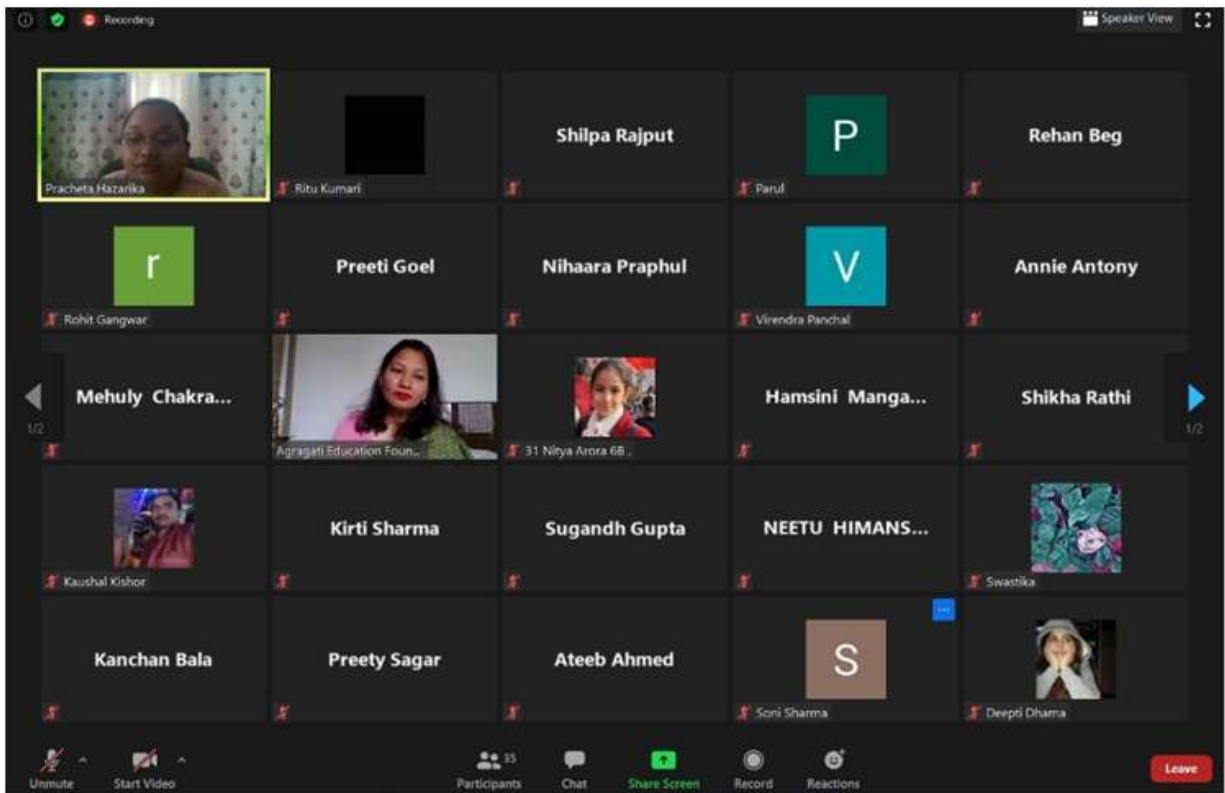 Recording
Speaker View
Pracheta Hazarika
Ritu Kumari
Shilpa Rajput
P
Parul
Rehan Beg
r
Rohit Gangwar
Preeti Goel
Nihaara Praphul
V
Virendra Panchal
Annie Antony
1/2
Mehuly Chakra...
Agragati Education Foun...
31 Nitya Arora 6B..
Hamsini Manga...
Shikha Rathi
1/2
Kaushal Kishor
Kirti Sharma
Sugandh Gupta
NEETU HIMANS...
Swastika
Kanchan Bala
Preety Sagar
Ateeb Ahmed
S
Soni Sharma
Deepti Dhama
Unmute
Start Video
35
Participants
Chat
Share Screen
Record
Reactions
Leave